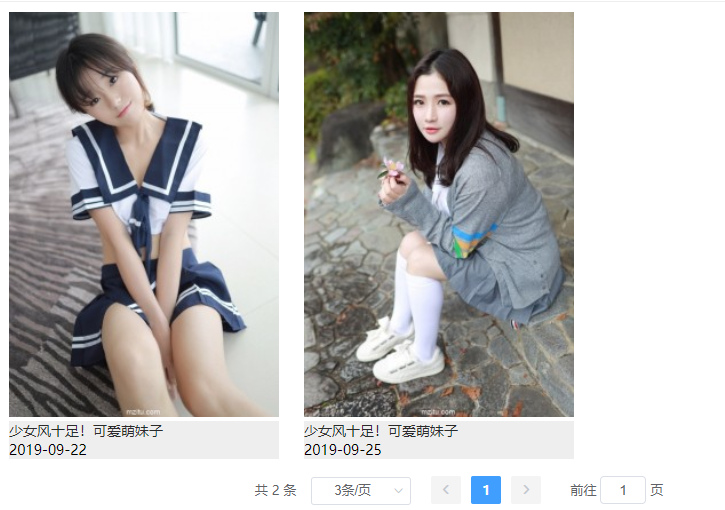 mzitu.com
mzitu.com
少女风十足！可爱萌妹子
2019-09-22
少女风十足！可爱萌妹子
2019-09-25
共 2 条
3条/页
1
前往 1 页